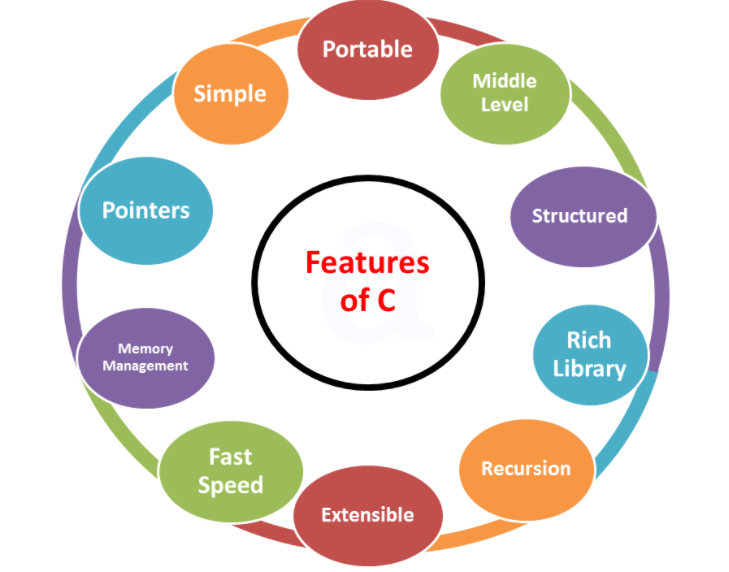 Portable
Middle
Level
Structured
Rich
Library
Recursion
Extensible
Fast
Speed
Memory
Management
Pointers
Simple
Features
of C
a